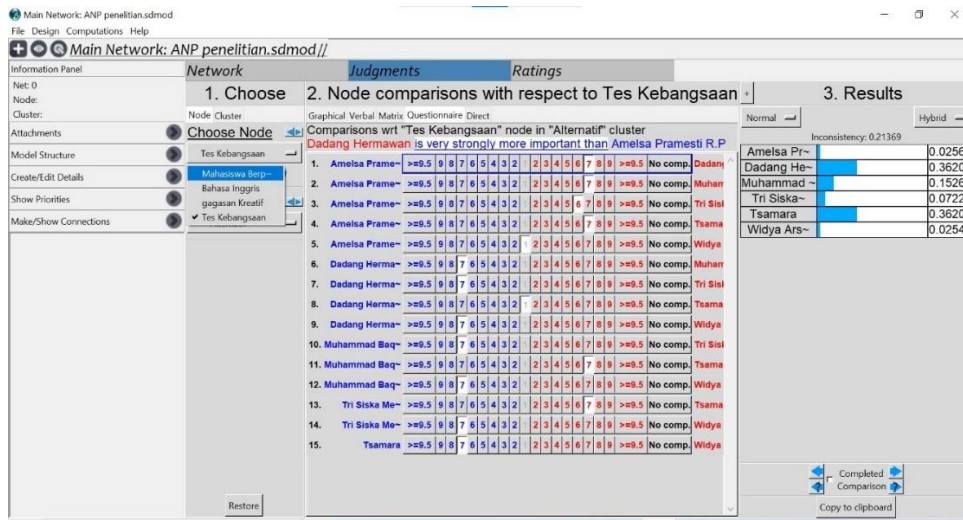 Main Network: ANP penelitian.sdmod
File Design Computations Help
Main Network: ANP penelitian.sdmod//
Information Panel
Net: 0
Node:
Cluster:
Attachments
Model Structure
Create/Edit Details
Show Priorities
Make/Show Connections
Network
Judgments
Ratings
1. Choose
Node Cluster
Choose Node
Tes Kebangsaan
Mahasiswa Berp~
Bahasa Inggris
gagasan Kreatif
✔ Tes Kebangsaan
Restore
2. Node comparisons with respect to Tes Kebangsaan
Graphical Verbal Matrix Questionnaire Direct
Comparisons wrt "Tes Kebangsaan" node in "Alternatif" cluster
Dadang Hermawan is very strongly more important than Amelsa Pramesti R.P
1. Amelsa Prame~ >=9.5 9 8 7 6 5 4 3 2 1 2 3 4 5 6 7 8 9 >=9.5 No comp. Dadang
2. Amelsa Prame~ >=9.5 9 8 7 6 5 4 3 2 1 2 3 4 5 6 7 8 9 >=9.5 No comp. Muham
3. Amelsa Prame~ >=9.5 9 8 7 6 5 4 3 2 1 2 3 4 5 6 7 8 9 >=9.5 No comp. Tri Sisk
4. Amelsa Prame~ >=9.5 9 8 7 6 5 4 3 2 1 2 3 4 5 6 7 8 9 >=9.5 No comp. Tsama
5. Amelsa Prame~ >=9.5 9 8 7 6 5 4 3 2 1 2 3 4 5 6 7 8 9 >=9.5 No comp. Widya
6. Dadang Herma~ >=9.5 9 8 7 6 5 4 3 2 1 2 3 4 5 6 7 8 9 >=9.5 No comp. Muham
7. Dadang Herma~ >=9.5 9 8 7 6 5 4 3 2 1 2 3 4 5 6 7 8 9 >=9.5 No comp. Tri Sisk
8. Dadang Herma~ >=9.5 9 8 7 6 5 4 3 2 1 2 3 4 5 6 7 8 9 >=9.5 No comp. Tsama
9. Dadang Herma~ >=9.5 9 8 7 6 5 4 3 2 1 2 3 4 5 6 7 8 9 >=9.5 No comp. Widya
10. Muhammad Baq~ >=9.5 9 8 7 6 5 4 3 2 1 2 3 4 5 6 7 8 9 >=9.5 No comp. Tri Sisk
11. Muhammad Baq~ >=9.5 9 8 7 6 5 4 3 2 1 2 3 4 5 6 7 8 9 >=9.5 No comp. Tsama
12. Muhammad Baq~ >=9.5 9 8 7 6 5 4 3 2 1 2 3 4 5 6 7 8 9 >=9.5 No comp. Widya
13. Tri Siska Me~ >=9.5 9 8 7 6 5 4 3 2 1 2 3 4 5 6 7 8 9 >=9.5 No comp. Tsama
14. Tri Siska Me~ >=9.5 9 8 7 6 5 4 3 2 1 2 3 4 5 6 7 8 9 >=9.5 No comp. Widya
15. Tsamara >=9.5 9 8 7 6 5 4 3 2 1 2 3 4 5 6 7 8 9 >=9.5 No comp. Widya
3. Results
Normal Hybrid
Inconsistency: 0.21369
Amelsa Pr~ 0.0256
Dadang He~ 0.3620
Muhammad ~ 0.1526
Tri Siska~ 0.0722
Tsamara 0.3620
Widya Ars~ 0.0254
Completed
Comparison
Copy to clipboard